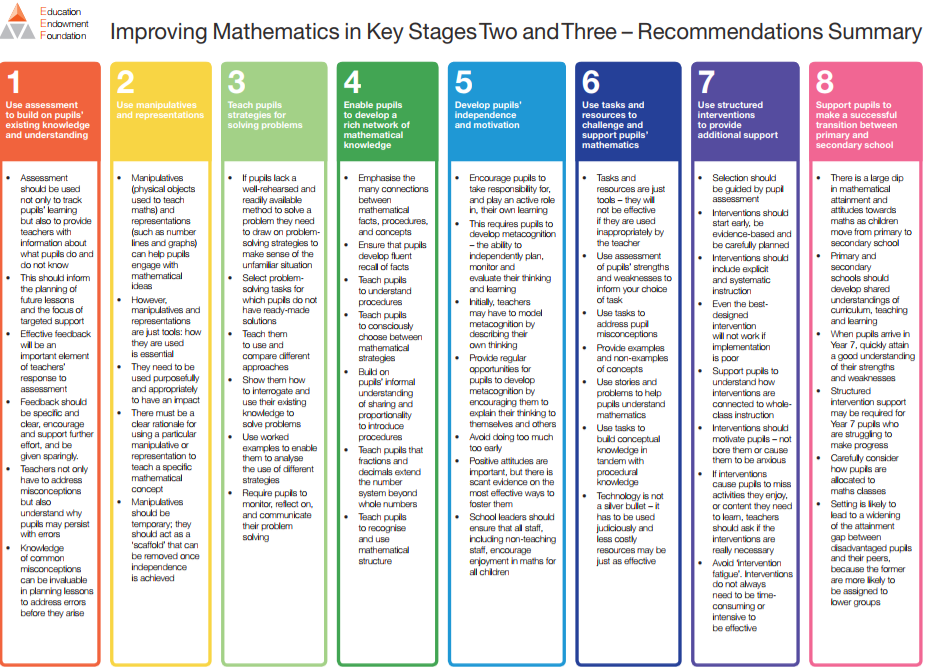 Education
Endowment
Foundation
Improving Mathematics in Key Stages Two and Three – Recommendations Summary
1
Use assessment
to build on pupils'
existing knowledge
and understanding
• Assessment
should be used
not only to track
pupils' learning
but also to provide
teachers with
information about
what pupils do and
do not know
• This should inform
the planning of
future lessons
and the focus of
targeted support
• Effective feedback
will be an
important element
of teachers'
response to
assessment
• Feedback should
be specific and
clear, encourage
and support further
effort, and be
given sparingly.
• Teachers not only
have to address
misconceptions
but also
understand why
pupils may persist
with errors
• Knowledge
of common
misconceptions
can be invaluable
in planning lessons
to address errors
before they arise
2
Use manipulatives
and representations
• Manipulatives
(physical objects
used to teach
maths) and
representations
(such as number
lines and graphs)
can help pupils
engage with
mathematical
ideas
• However,
manipulatives and
representations
are just tools: how
they are used
is essential
• They need to be
used purposefully
and appropriately
to have an impact
• There must be a
clear rationale for
using a particular
manipulative or
representation to
teach a specific
mathematical
concept
• Manipulatives
should be
temporary; they
should act as a
'scaffold' that can
be removed once
independence
is achieved
3
Teach pupils
strategies for
solving problems
• If pupils lack a
well-rehearsed and
readily available
method to solve a
problem they need
to draw on problem-
solving strategies to
make sense of the
unfamiliar situation
• Select problem-
solving tasks for
which pupils do not
have ready-made
solutions
• Teach them
to use and
compare different
approaches
• Show them how
to interrogate and
use their existing
knowledge to
solve problems
• Use worked
examples to enable
them to analyse
the use of different
strategies
• Require pupils to
monitor, reflect on,
and communicate
their problem
solving
4
Enable pupils
to develop a
rich network of
mathematical
knowledge
• Emphasise the
many connections
between
mathematical
facts, procedures,
and concepts
• Ensure that pupils
develop fluent
recall of facts
• Teach pupils
to understand
procedures
• Teach pupils
to consciously
choose between
mathematical
strategies
• Build on
pupils' informal
understanding
of sharing and
proportionality
to introduce
procedures
• Teach pupils that
fractions and
decimals extend
the number
system beyond
whole numbers
• Teach pupils
to recognise
and use
mathematical
structure
5
Develop pupils'
independence
and motivation
• Encourage pupils to
take responsibility for,
and play an active role
in, their own learning
• This requires pupils to
develop metacognition
– the ability to
independently plan,
monitor and
evaluate their thinking
and learning
• Initially, teachers
may have to model
metacognition by
describing their
own thinking
• Provide regular
opportunities for
pupils to develop
metacognition by
encouraging them to
explain their thinking to
themselves and others
• Avoid doing too much
too early
• Positive attitudes are
important, but there is
scant evidence on the
most effective ways to
foster them
• School leaders should
ensure that all staff,
including non-teaching
staff, encourage
enjoyment in maths for
all children
6
Use tasks and
resources to
challenge and
support pupils'
mathematics
• Tasks and
resources are just
tools – they will
not be effective
if they are used
inappropriately by
the teacher
• Use assessment
of pupils' strengths
and weaknesses to
inform your choice
of task
• Use tasks to
address pupil
misconceptions
• Provide examples
and non-examples
of concepts
• Use stories and
problems to help
pupils understand
mathematics
• Use tasks to
build conceptual
knowledge in
tandem with
procedural
knowledge
• Technology is not
a silver bullet – it
has to be used
judiciously and
less costly
resources may be
just as effective
7
Use structured
interventions
to provide
additional support
• Selection should
be guided by pupil
assessment
• Interventions should
start early, be
evidence-based and
be carefully planned
• Interventions should
include explicit
and systematic
instruction
• Even the best-
designed
intervention
will not work if
implementation
is poor
• Support pupils to
understand how
interventions are
connected to whole-
class instruction
• Interventions should
motivate pupils – not
bore them or cause
them to be anxious
• If interventions
cause pupils to miss
activities they enjoy,
or content they need
to learn, teachers
should ask if the
interventions are
really necessary
• Avoid 'intervention
fatigue'. Interventions
do not always
need to be time-
consuming or
intensive to
be effective
8
Support pupils to
make a successful
transition between
primary and
secondary school
• There is a large dip
in mathematical
attainment and
attitudes towards
maths as children
move from primary to
secondary school
• Primary and
secondary
schools should
develop shared
understandings of
curriculum, teaching
and learning
• When pupils arrive in
Year 7, quickly attain
a good understanding
of their strengths
and weaknesses
• Structured
intervention support
may be required for
Year 7 pupils who
are struggling to
make progress
• Carefully consider
how pupils are
allocated to
maths classes
• Setting is likely to
lead to a widening of
the attainment
gap between
disadvantaged pupils
and their peers,
because the former
are more likely to
be assigned to
lower groups